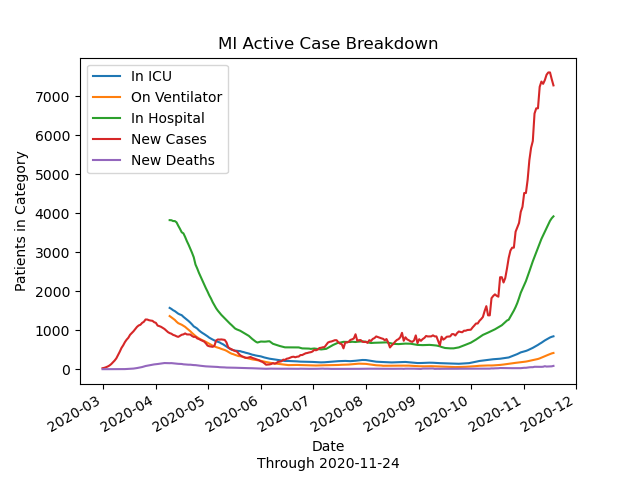 MI Active Case Breakdown
In ICU
On Ventilator
In Hospital
New Cases
New Deaths
7000
6000
5000
4000
3000
2000
1000
0
Patients in Category
2020-03
2020-04
2020-05
2020-06
2020-07
2020-08
2020-09
2020-10
2020-11
2020-12
Date
Through 2020-11-24